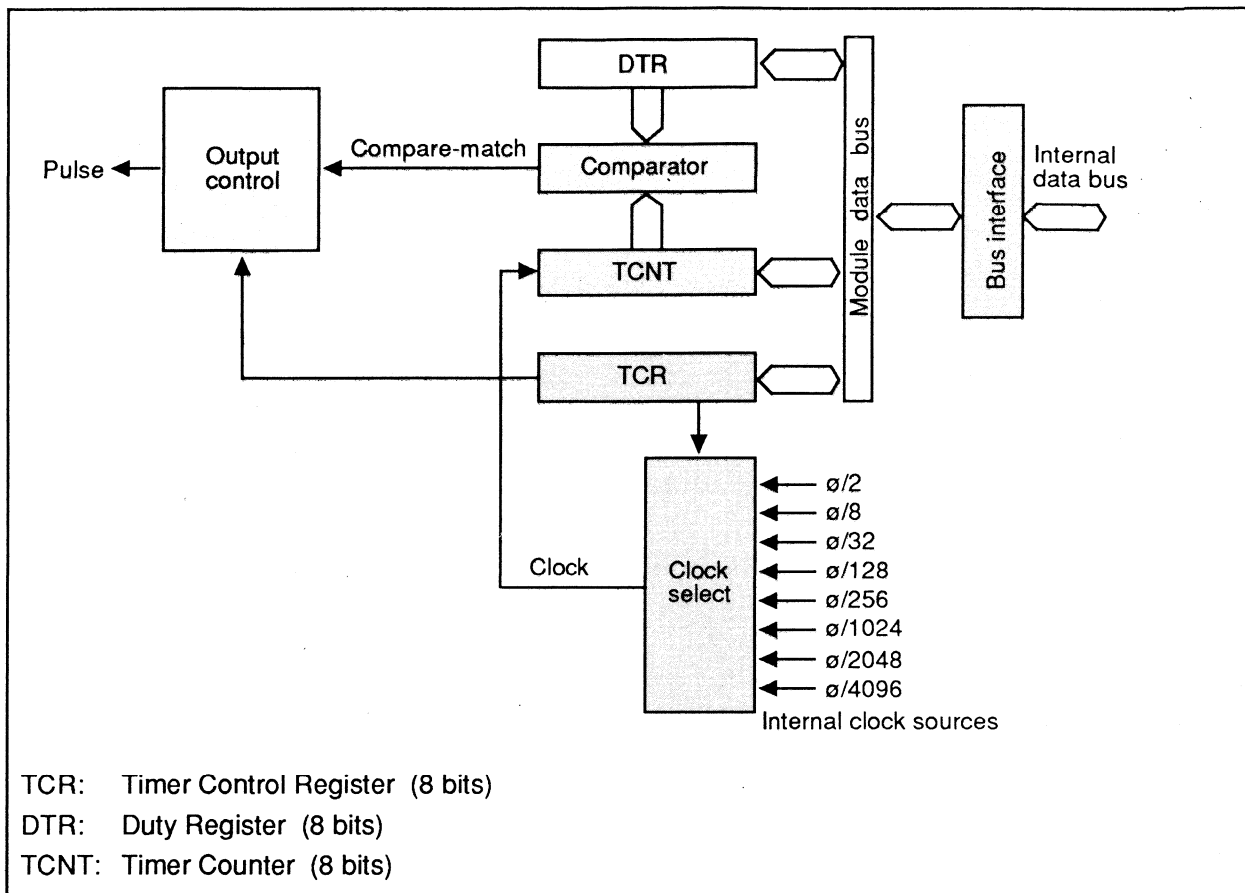 DTR
Output
control
Pulse
Compare-match
Comparator
TCNT
TCR
Module data bus
Bus interface
Internal
data bus
Clock
Clock
select
ø/2
ø/8
ø/32
ø/128
ø/256
ø/1024
ø/2048
ø/4096
Internal clock sources
TCR: Timer Control Register (8 bits)
DTR: Duty Register (8 bits)
TCNT: Timer Counter (8 bits)